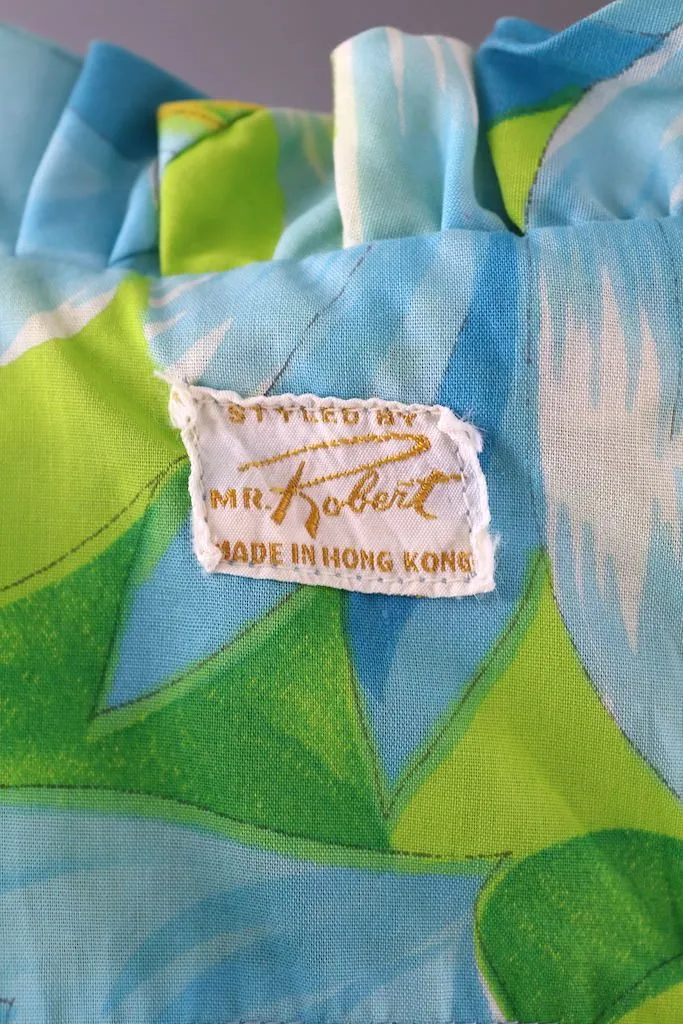 STYLED BY
MR. Robert
MADE IN HONG KONG